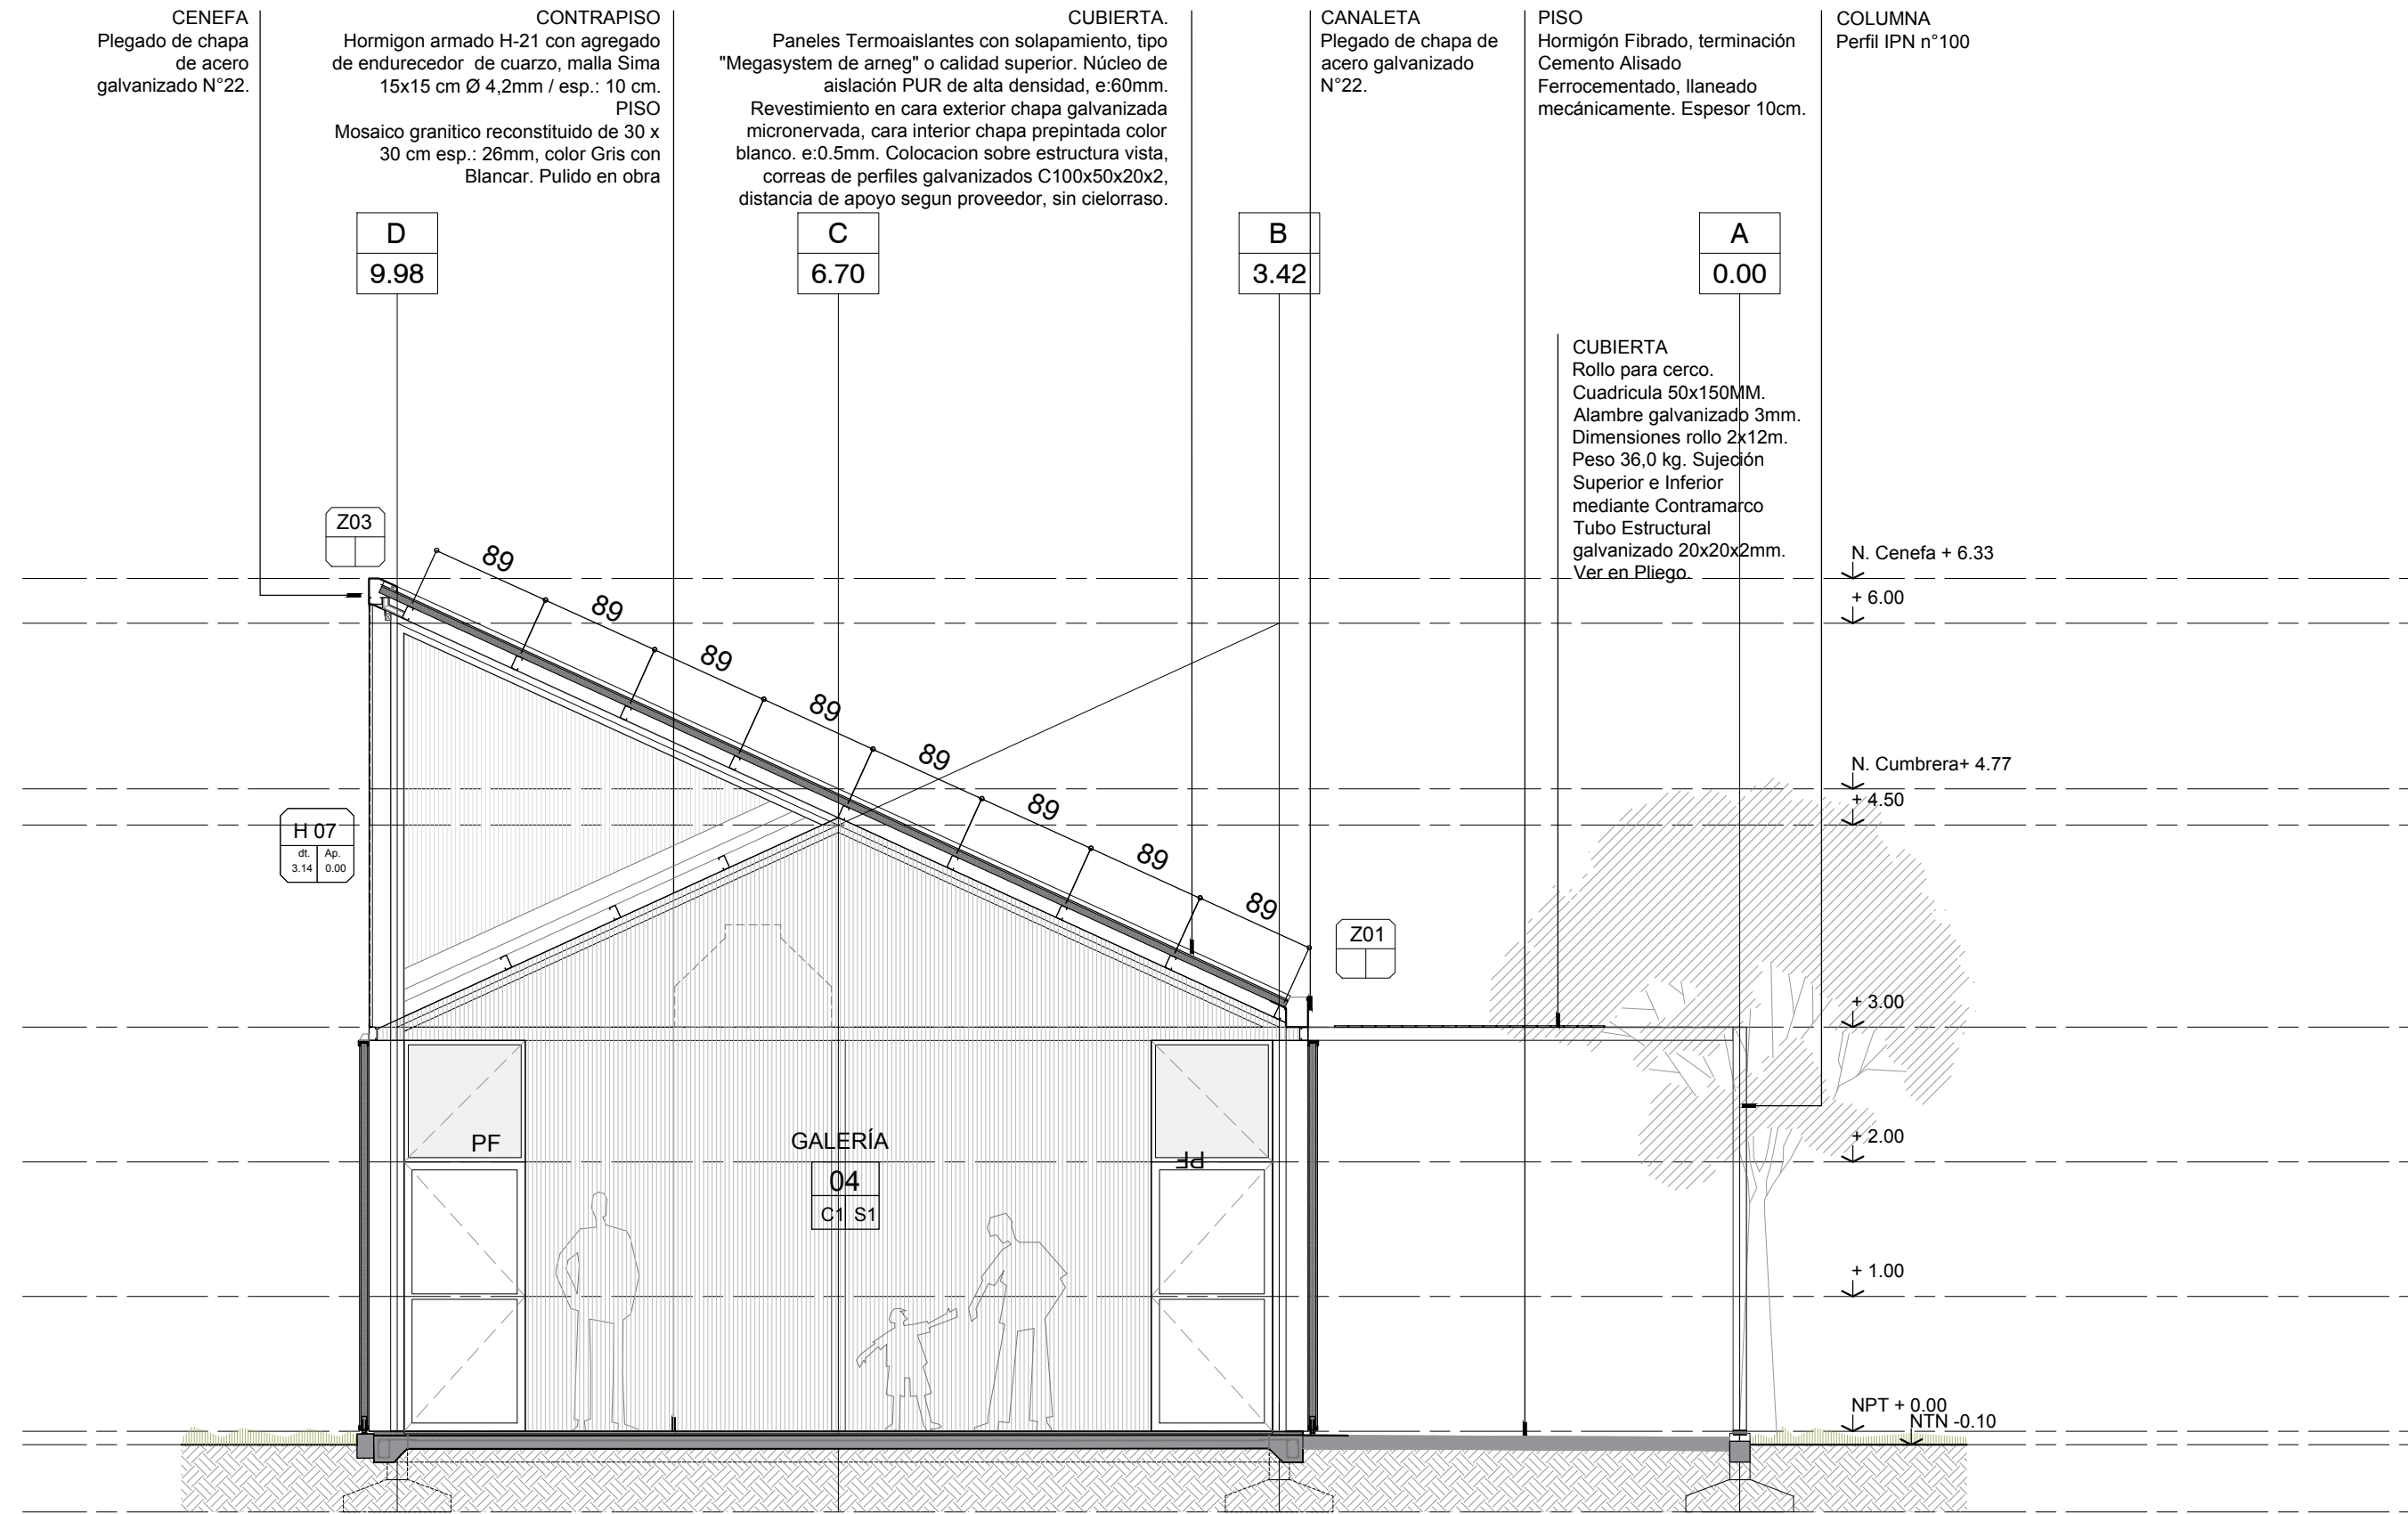 CENEFA
Plegado de chapa
de acero
galvanizado N°22.
CONTRAPISO
Hormigon armado H-21 con agregado
de endurecedor de cuarzo, malla Sima
15x15 cm Ø 4,2mm / esp.: 10 cm.
PISO
Mosaico granitico reconstituido de 30 x
30 cm esp.: 26mm, color Gris con
Blancar. Pulido en obra
CUBIERTA.
Paneles Termoaislantes con solapamiento, tipo
"Megasystem de arneg" o calidad superior. Núcleo de
aislación PUR de alta densidad, e:60mm.
Revestimiento en cara exterior chapa galvanizada
micronervada, cara interior chapa prepintada color
blanco. e:0.5mm. Colocacion sobre estructura vista,
correas de perfiles galvanizados C100x50x20x2,
distancia de apoyo segun proveedor, sin cielorraso.
CANALETA
Plegado de chapa de
acero galvanizado
N°22.
PISO
Hormigón Fibrado, terminación
Cemento Alisado
Ferrocementado, llaneado
mecánicamente. Espesor 10cm.
COLUMNA
Perfil IPN n°100
D
9.98
C
6.70
B
3.42
A
0.00
CUBIERTA
Rollo para cerco.
Cuadricula 50x150MM.
Alambre galvanizado 3mm.
Dimensiones rollo 2x12m.
Peso 36,0 kg. Sujeción
Superior e Inferior
mediante Contramarco
Tubo Estructural
galvanizado 20x20x2mm.
Ver en Pliego.
Z03
89
89
89
89
89
89
89
89
N. Cenefa + 6.33
+ 6.00
N. Cumbrera+ 4.77
+ 4.50
H 07
dt. Ap.
3.14 0.00
Z01
+ 3.00
PF
GALERÍA
04
C1 S1
PF
+ 2.00
+ 1.00
NPT + 0.00
NTN -0.10